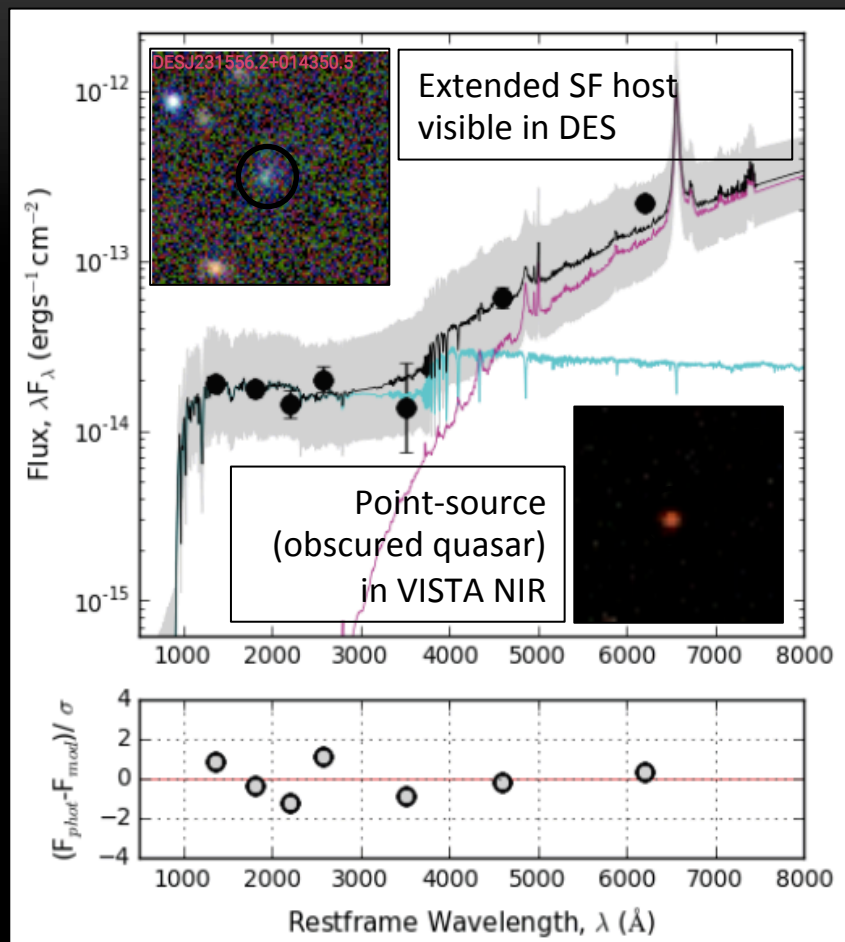 DESJ231556.2+014350.5
Extended SF host
visible in DES
10⁻¹²
10⁻¹³
10⁻¹⁴
10⁻¹⁵
Flux, λF_λ (ergs⁻¹ cm⁻²)
Point-source
(obscured quasar)
in VISTA NIR
1000 2000 3000 4000 5000 6000 7000 8000
4
2
0
−2
−4
(F_phot-F_mod)/ σ
1000 2000 3000 4000 5000 6000 7000 8000
Restframe Wavelength, λ (Å)